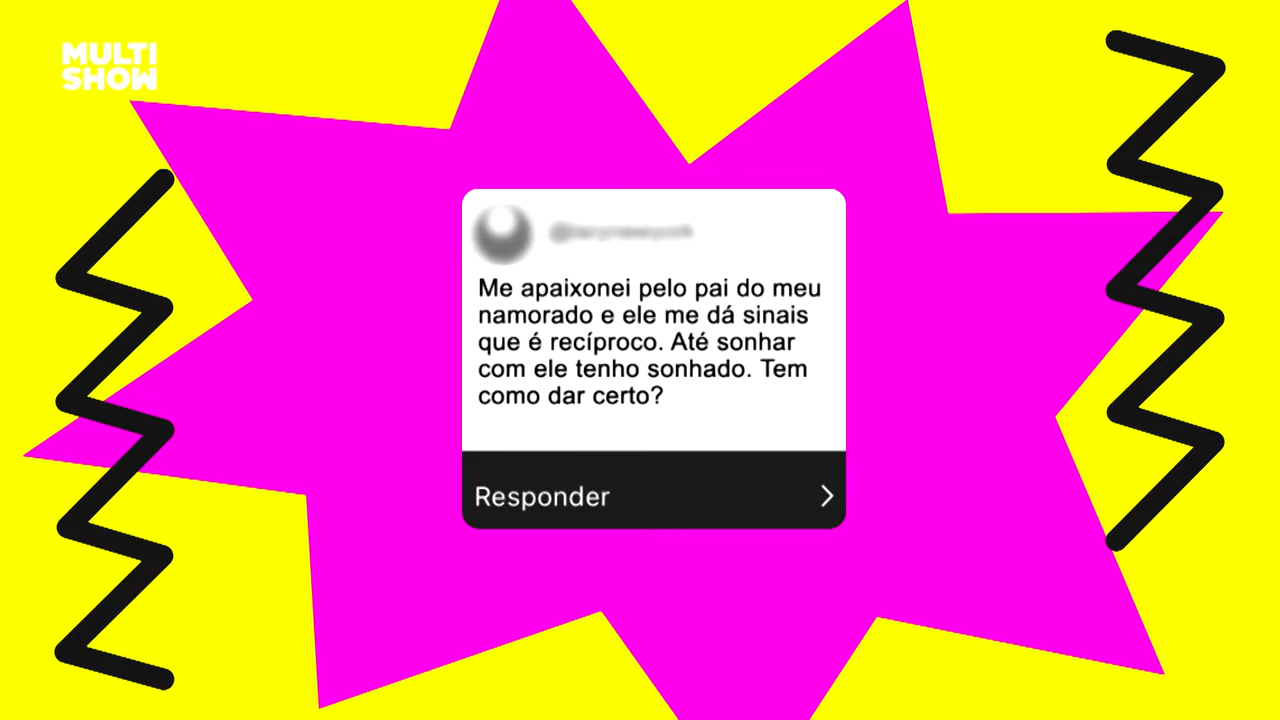 MULTI
SHOW
Me apaixonei pelo pai do meu
namorado e ele me dá sinais
que é recíproco. Até sonhar
com ele tenho sonhado. Tem
como dar certo?
Responder